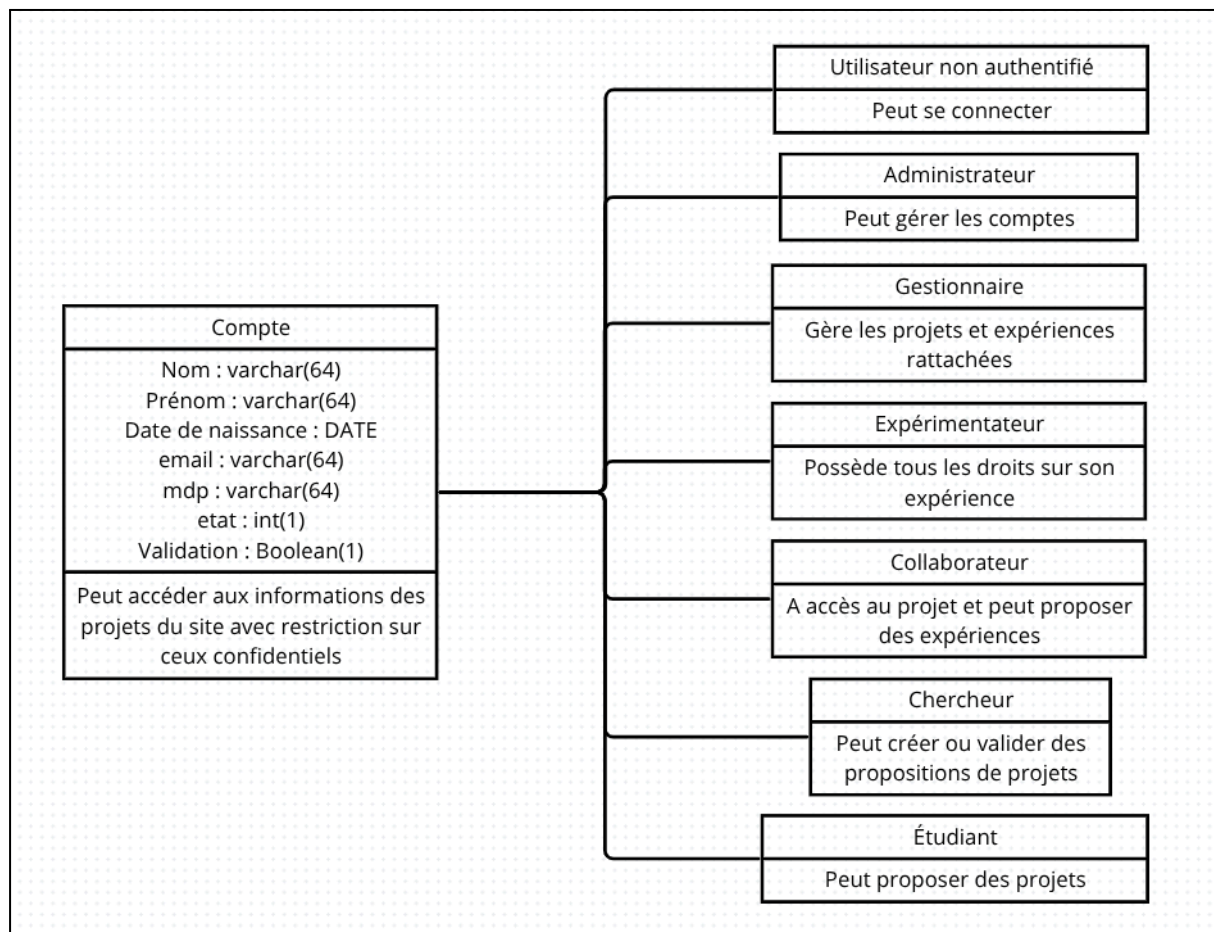 Utilisateur non authentifié
Peut se connecter
Administrateur
Peut gérer les comptes
Gestionnaire
Gère les projets et expériences
rattachées
Compte
Nom : varchar(64)
Prénom : varchar(64)
Date de naissance : DATE
email : varchar(64)
mdp : varchar(64)
etat : int(1)
Validation : Boolean(1)
Peut accéder aux informations des
projets du site avec restriction sur
ceux confidentiels
Expérimentateur
Possède tous les droits sur son
expérience
Collaborateur
A accès au projet et peut proposer
des expériences
Chercheur
Peut créer ou valider des
propositions de projets
Étudiant
Peut proposer des projets